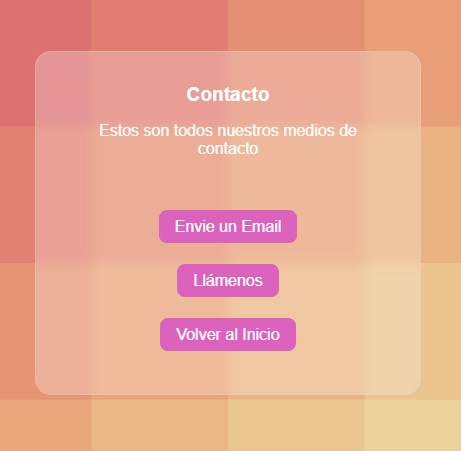 Contacto
Estos son todos nuestros medios de
contacto
Envie un Email
Llámenos
Volver al Inicio